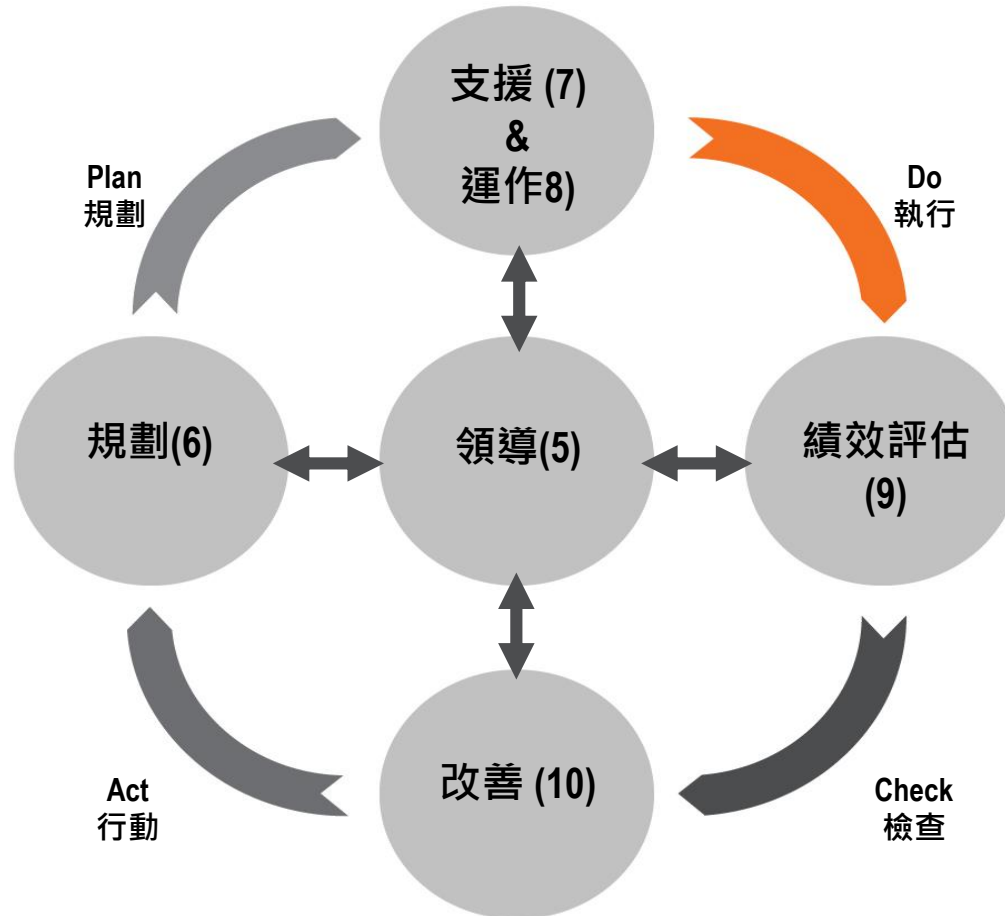 支援 (7)
&
運作8)
Plan
規劃
Do
執行
規劃(6)
領導(5)
績效評估
(9)
改善 (10)
Act
行動
Check
檢查